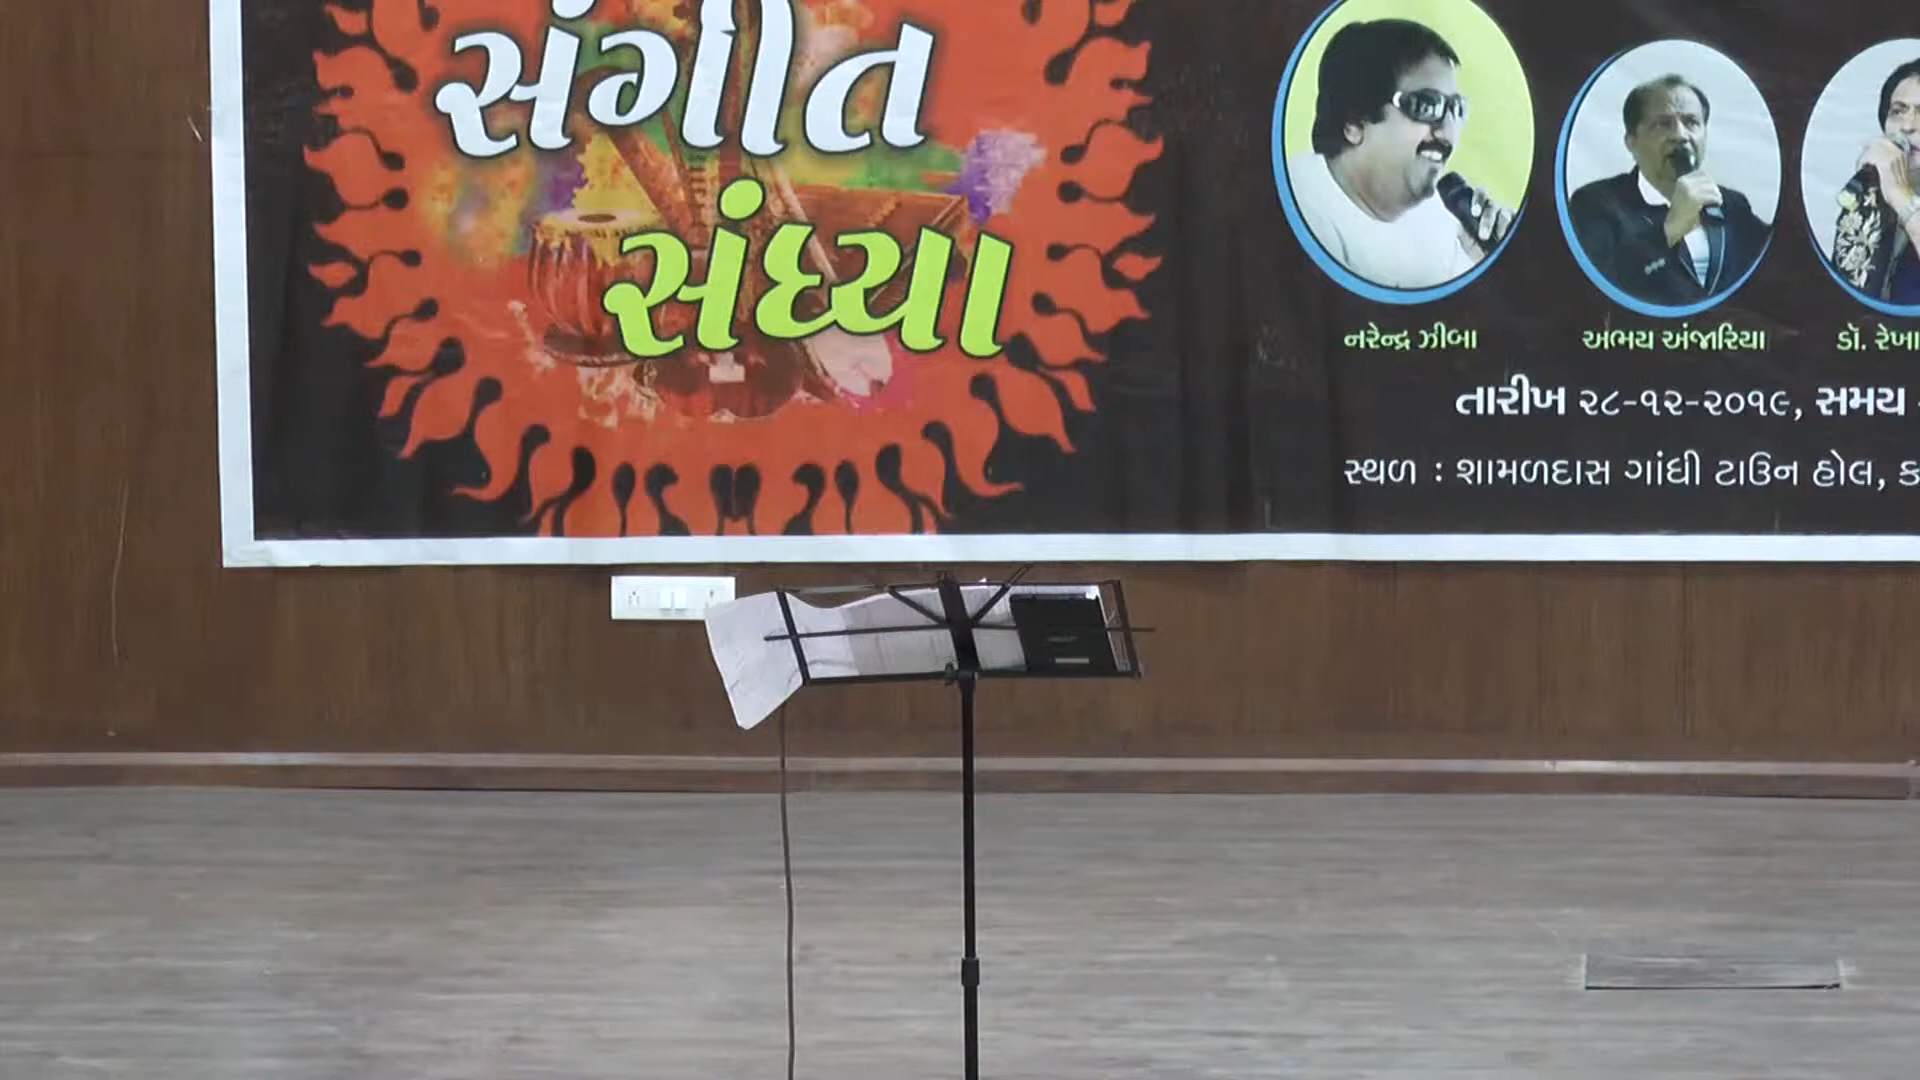 સંગીત
સંધ્યા
નરેન્દ્ર ઝીબા
અભય અંજારિયા
ડૉ. રેખા
તારીખ ૨૮-૧૨-૨૦૧૯, સમય
સ્થળ : શામળદાસ ગાંધી ટાઉન હોલ,